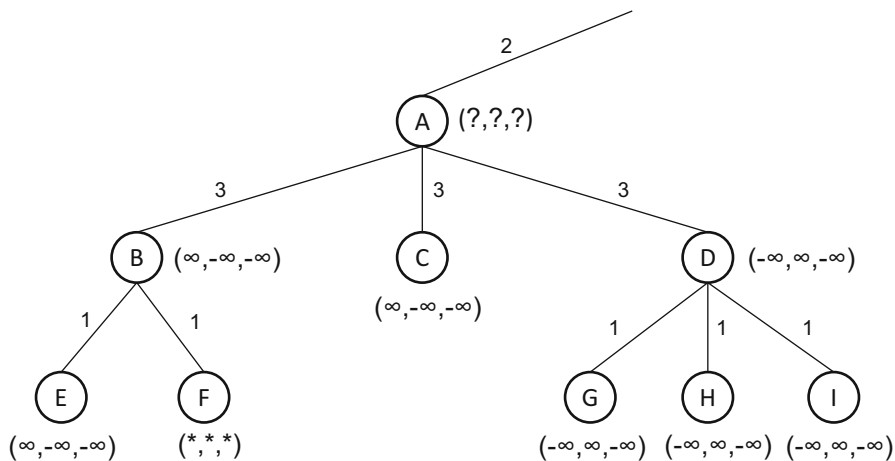 2
A (?,?,?)
3 3 3
B (∞,-∞,-∞) C D (-∞,∞,-∞)
(∞,-∞,-∞)
1 1 1 1 1
E F G H I
(∞,-∞,-∞) (*,*,*) (-∞,∞,-∞) (-∞,∞,-∞) (-∞,∞,-∞)